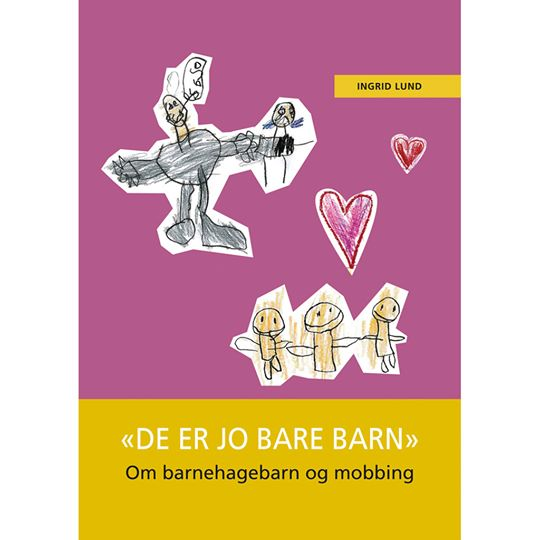 INGRID LUND
«DE ER JO BARE BARN»
Om barnehagebarn og mobbing